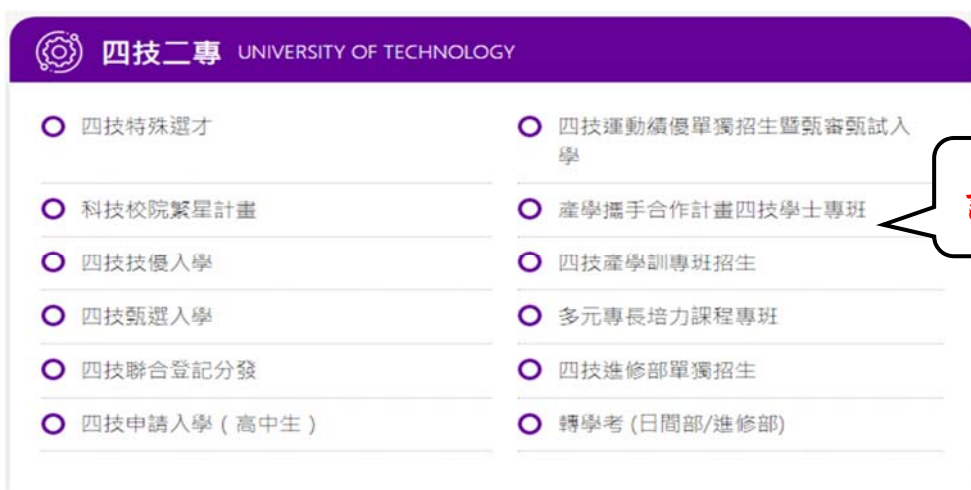 四技二專 UNIVERSITY OF TECHNOLOGY
四技特殊選才
四技運動績優單獨招生暨甄審甄試入
學
科技校院繁星計畫
產學攜手合作計畫四技學士專班
四技技優入學
四技產學訓專班招生
四技甄選入學
多元專長培力課程專班
四技聯合登記分發
四技進修部單獨招生
四技申請入學 ( 高中生 )
轉學考 (日間部/進修部)